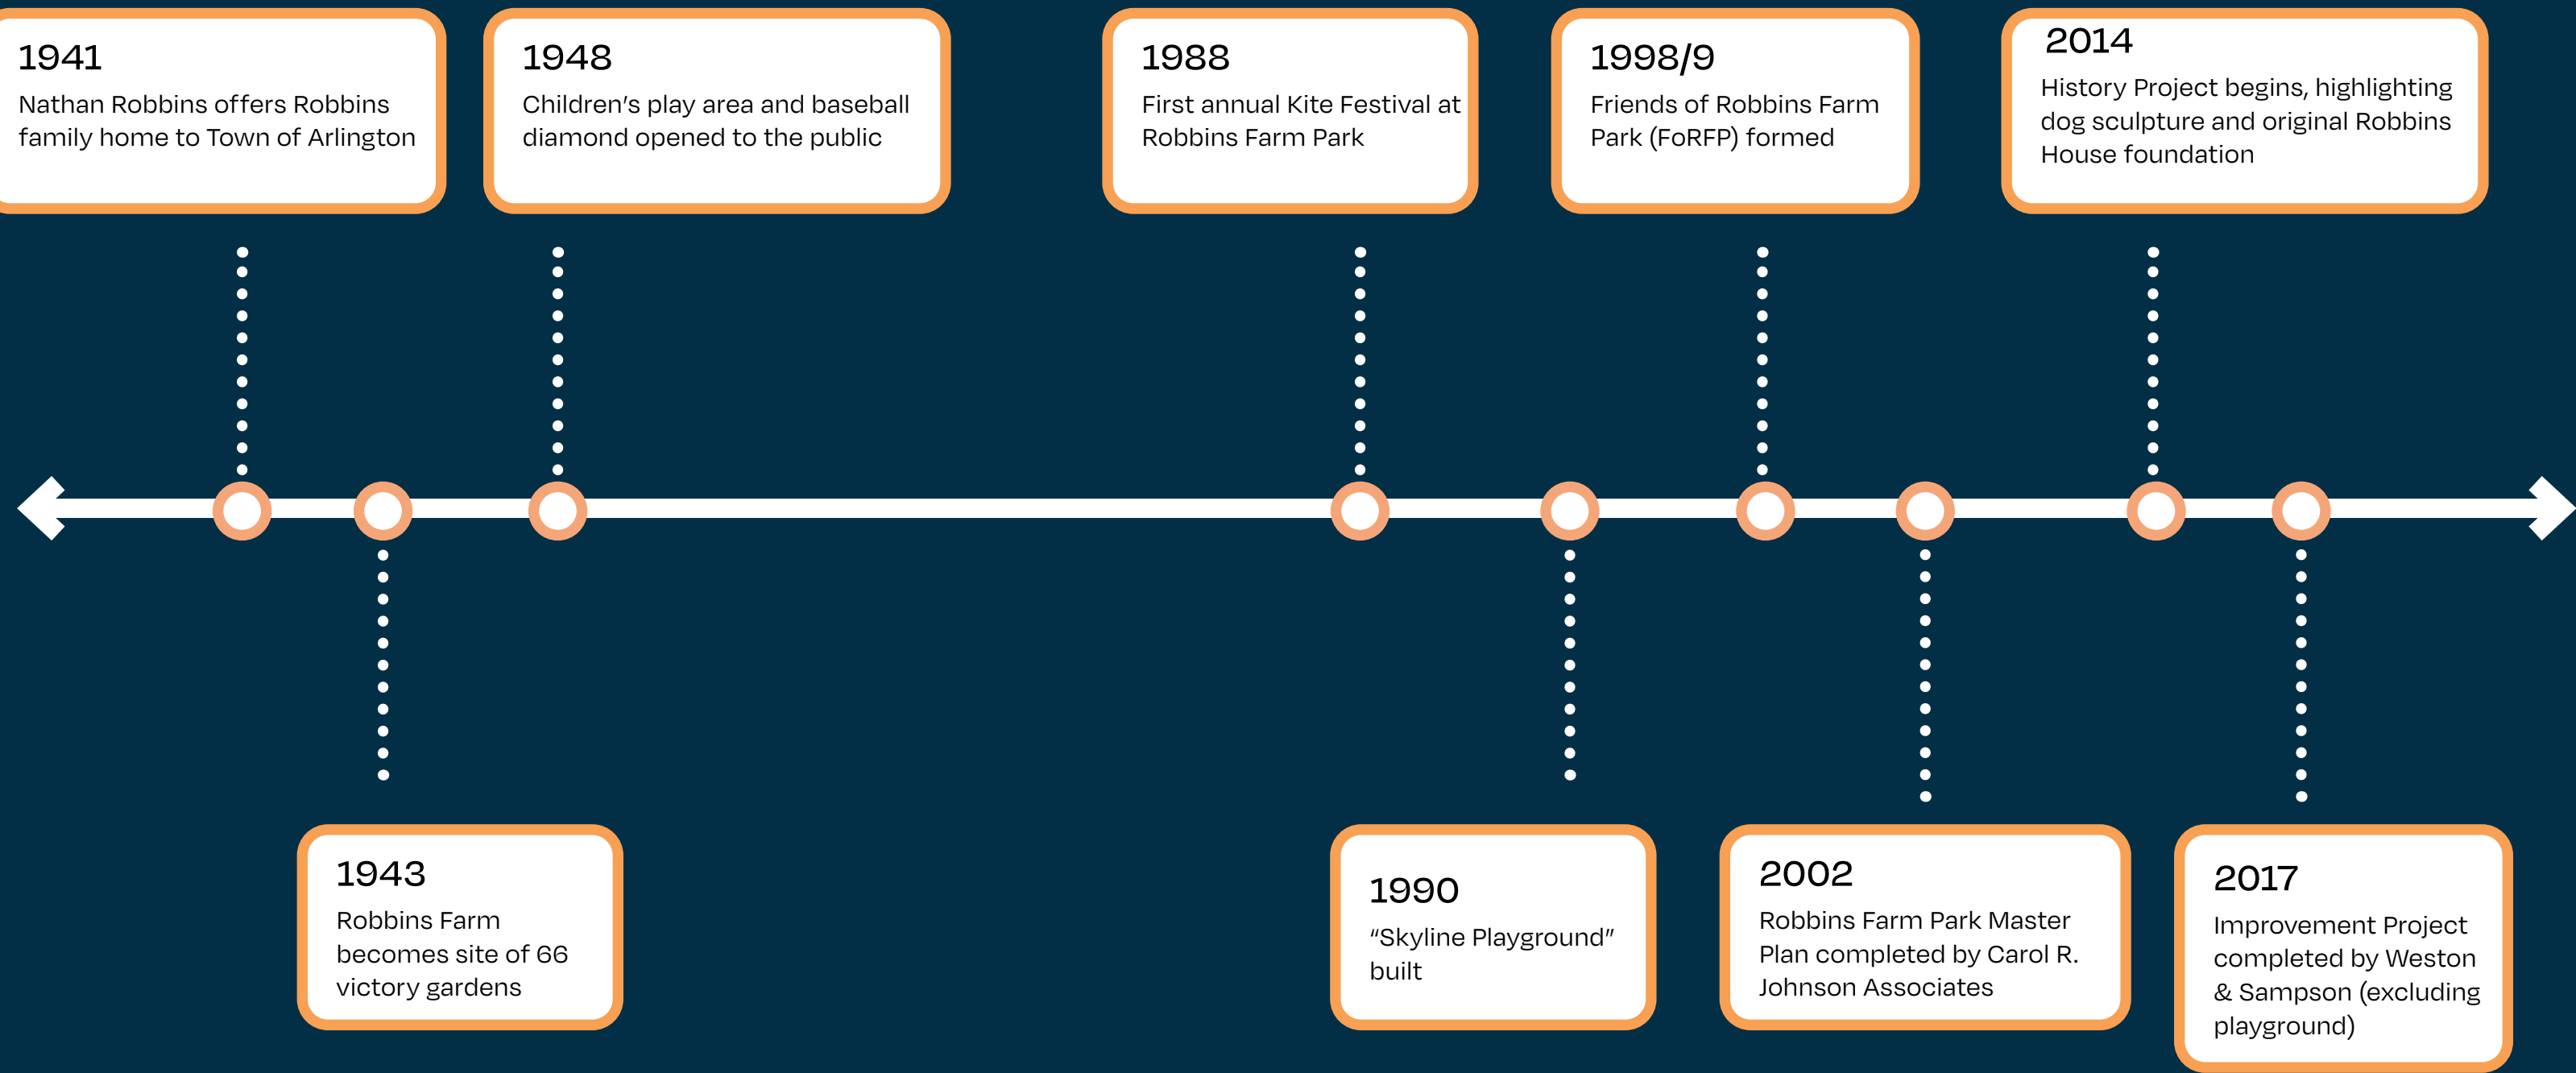 1941
Nathan Robbins offers Robbins
family home to Town of Arlington
1948
Children’s play area and baseball
diamond opened to the public
1988
First annual Kite Festival at
Robbins Farm Park
1998/9
Friends of Robbins Farm
Park (FoRFP) formed
2014
History Project begins, highlighting
dog sculpture and original Robbins
House foundation
1943
Robbins Farm
becomes site of 66
victory gardens
1990
“Skyline Playground”
built
2002
Robbins Farm Park Master
Plan completed by Carol R.
Johnson Associates
2017
Improvement Project
completed by Weston
& Sampson (excluding
playground)